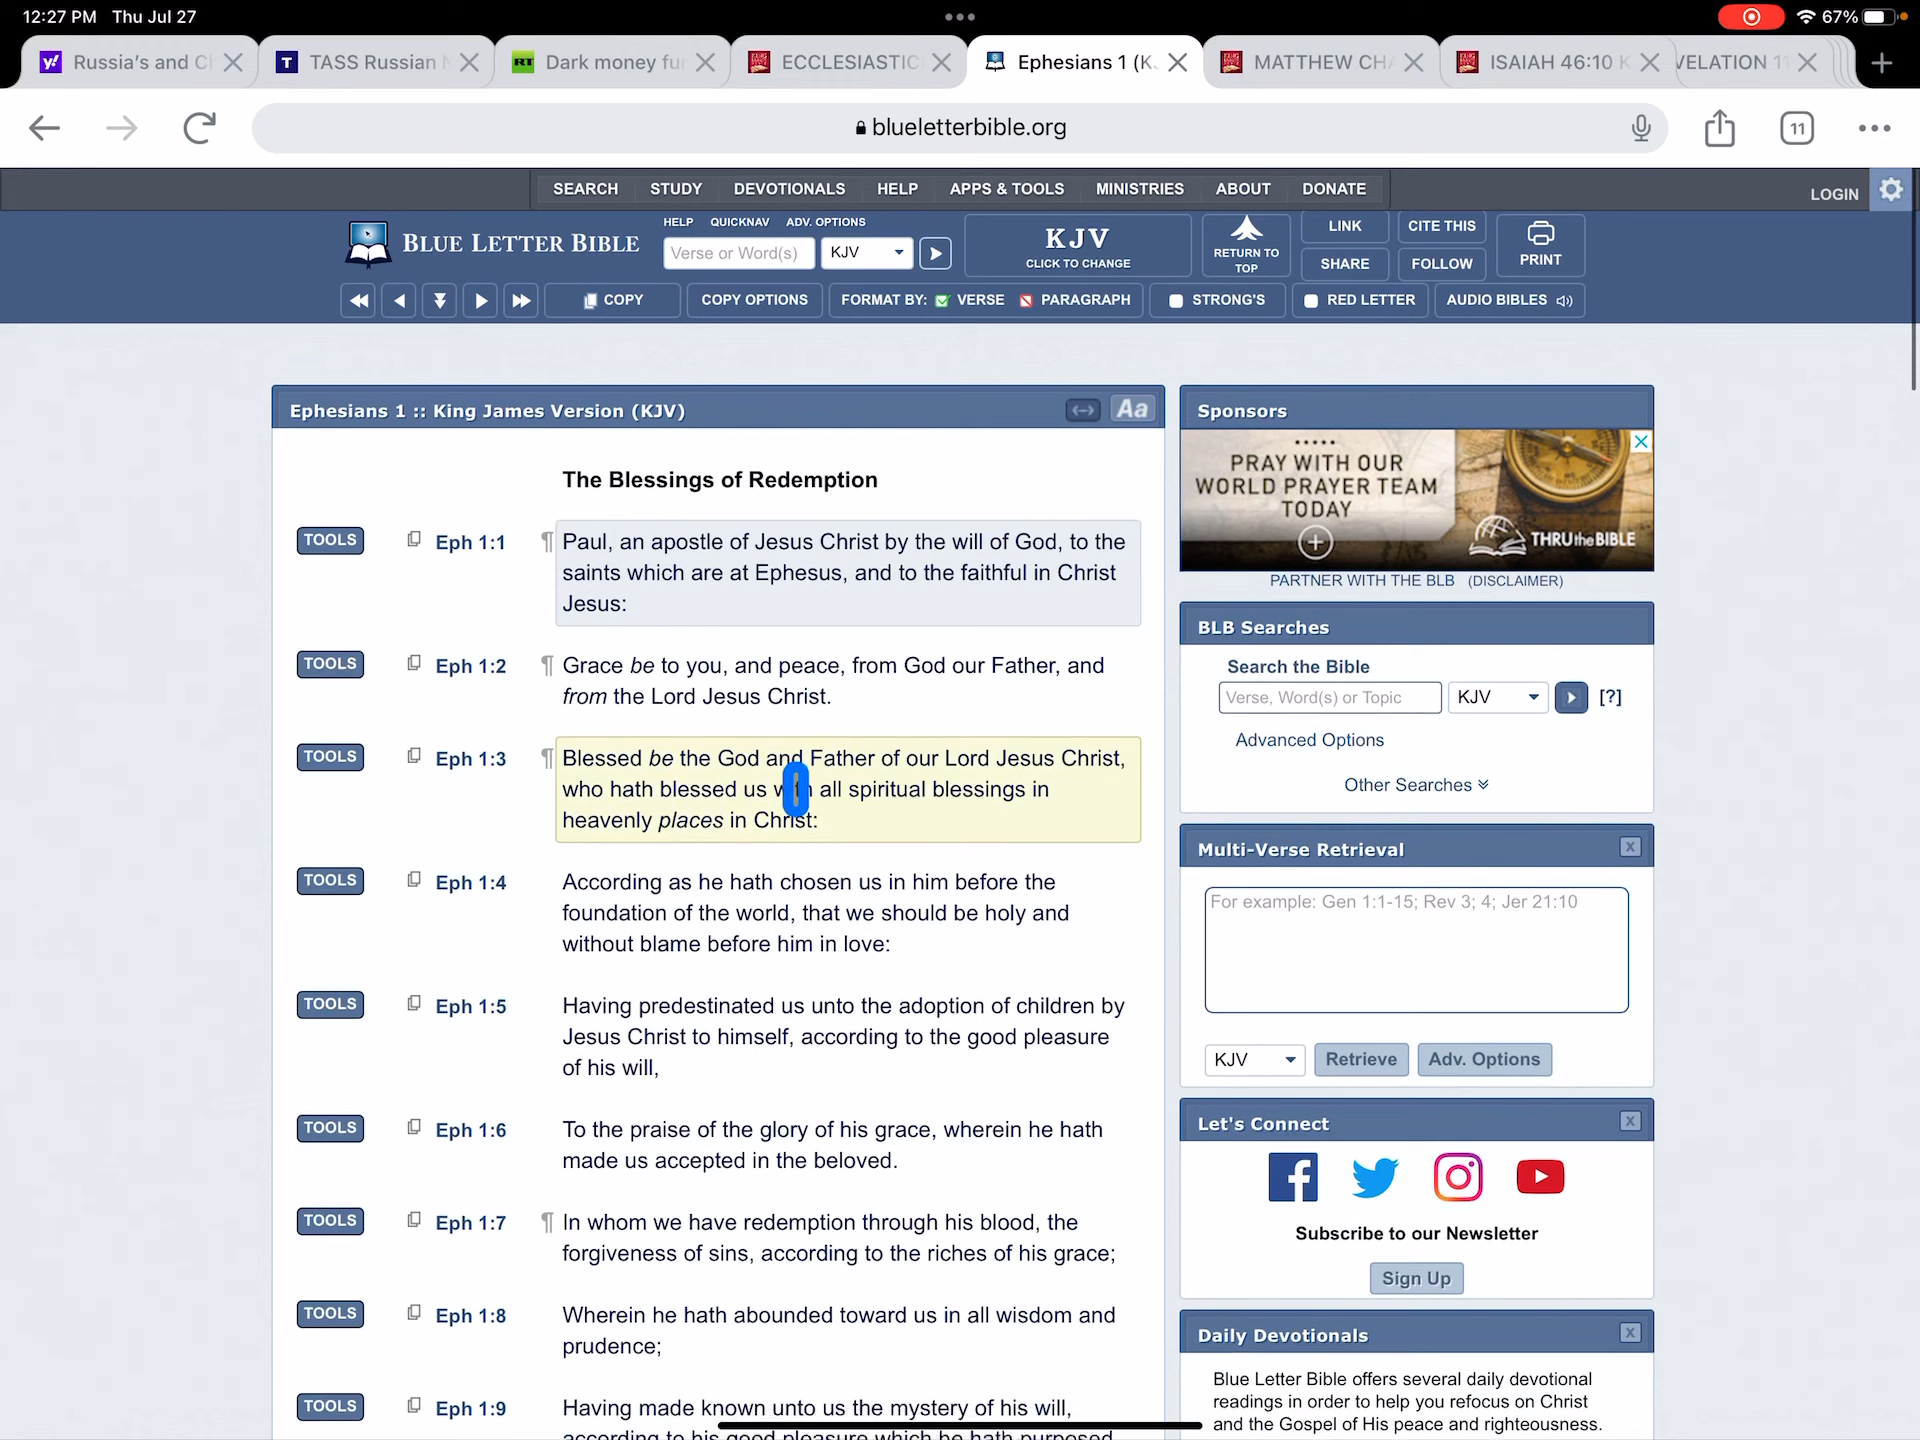 12:27 PM Thu Jul 27
67%
Russia's and C
TASS Russian
Dark money fu
ECCLESIASTIC
Ephesians 1 (K
MATTHEW CHA
ISAIAH 46:10 K
VELATION 11
blueletterbible.org
11
SEARCH STUDY DEVOTIONALS HELP APPS & TOOLS MINISTRIES ABOUT DONATE
LOGIN
HELP QUICKNAV ADV. OPTIONS
BLUE LETTER BIBLE
Verse or Word(s)
KJV
KJV
CLICK TO CHANGE
RETURN TO
TOP
LINK
CITE THIS
SHARE
FOLLOW
PRINT
COPY
COPY OPTIONS
FORMAT BY: VERSE PARAGRAPH
STRONG'S
RED LETTER
AUDIO BIBLES
Ephesians 1 :: King James Version (KJV)
Aa
The Blessings of Redemption
TOOLS Eph 1:1 ¶ Paul, an apostle of Jesus Christ by the will of God, to the
saints which are at Ephesus, and to the faithful in Christ
Jesus:
TOOLS Eph 1:2 ¶ Grace be to you, and peace, from God our Father, and
from the Lord Jesus Christ.
TOOLS Eph 1:3 ¶ Blessed be the God and Father of our Lord Jesus Christ,
who hath blessed us with all spiritual blessings in
heavenly places in Christ:
TOOLS Eph 1:4 According as he hath chosen us in him before the
foundation of the world, that we should be holy and
without blame before him in love:
TOOLS Eph 1:5 Having predestinated us unto the adoption of children by
Jesus Christ to himself, according to the good pleasure
of his will,
TOOLS Eph 1:6 To the praise of the glory of his grace, wherein he hath
made us accepted in the beloved.
TOOLS Eph 1:7 ¶ In whom we have redemption through his blood, the
forgiveness of sins, according to the riches of his grace;
TOOLS Eph 1:8 Wherein he hath abounded toward us in all wisdom and
prudence;
TOOLS Eph 1:9 Having made known unto us the mystery of his will,
according to his good pleasure which he hath purposed
Sponsors
PRAY WITH OUR
WORLD PRAYER TEAM
TODAY
THRU the BIBLE
PARTNER WITH THE BLB (DISCLAIMER)
BLB Searches
Search the Bible
Verse, Word(s) or Topic
KJV
[?]
Advanced Options
Other Searches
Multi-Verse Retrieval
X
For example: Gen 1:1-15; Rev 3; 4; Jer 21:10
KJV
Retrieve
Adv. Options
Let's Connect
X
Subscribe to our Newsletter
Sign Up
Daily Devotionals
X
Blue Letter Bible offers several daily devotional
readings in order to help you refocus on Christ
and the Gospel of His peace and righteousness.